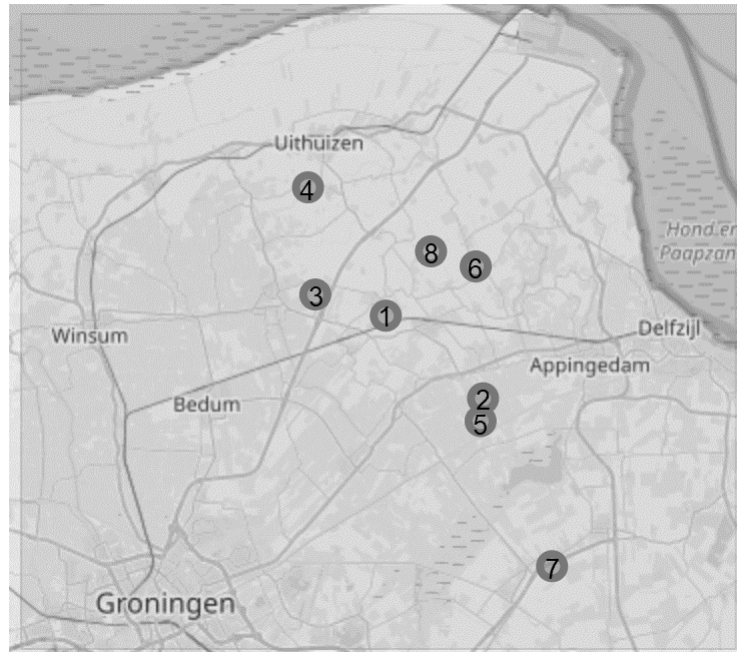 Uithuizen
4
Hond en
Paapzan
8
6
3
1
Winsum
Delfzijl
Appingedam
Bedum
2
5
7
Groningen